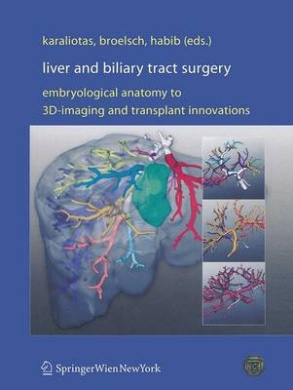 karaliotas, broelsch, habib (eds.)
liver and biliary tract surgery
embryological anatomy to
3D-imaging and transplant innovations
SpringerWienNewYork